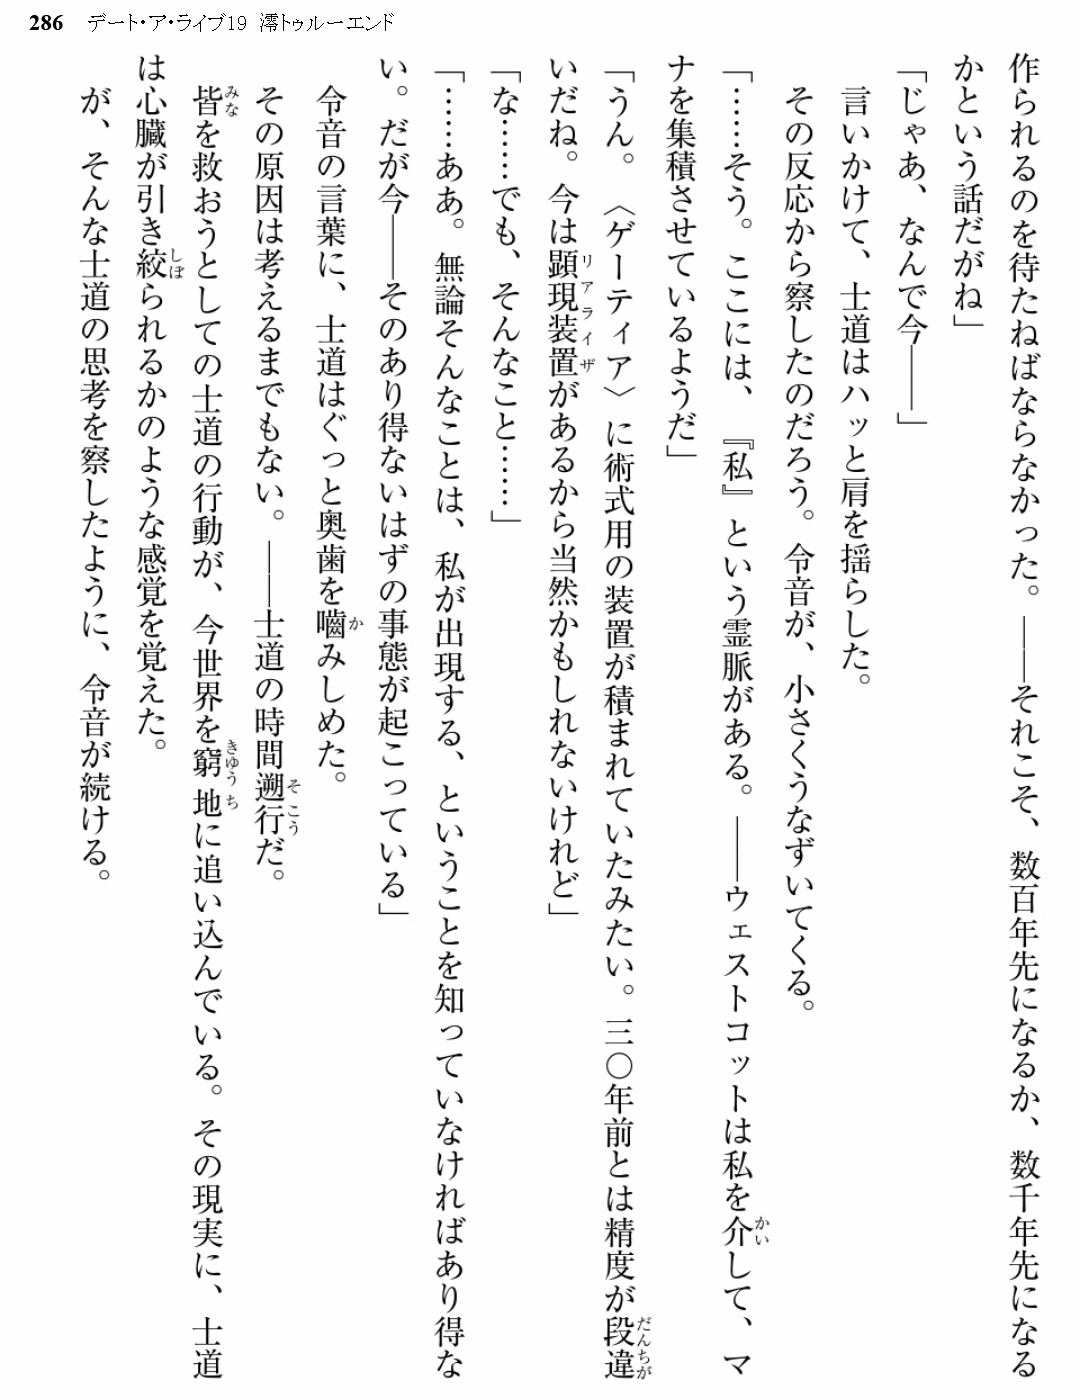 286 デート・ア・ライブ19 澪トゥルーエンド
作られるのを待たねばならなかった。――それこそ、数百年先になるか、数千年先になる
かという話だがね」
「じゃあ、なんで今――」
言いかけて、士道はハッと肩を揺らした。
その反応から察したのだろう。令音が、小さくうなずいてくる。
「……そう。ここには、『私』という霊脈がある。――ウェストコットは私を介して、マ
ナを集積させているようだ」
「うん。〈ゲーティア〉に術式用の装置が積まれていたみたい。三〇年前とは精度が段違
いだね。今は顕現装置があるから当然かもしれないけれど」
「な……でも、そんなこと……」
「……ああ。無論そんなことは、私が出現する、ということを知っていなければあり得な
い。だが今――そのあり得ないはずの事態が起こっている」
令音の言葉に、士道はぐっと奥歯を嚙みしめた。
その原因は考えるまでもない。――士道の時間遡行だ。
皆を救おうとしての士道の行動が、今世界を窮地に追い込んでいる。その現実に、士道
は心臓が引き絞られるかのような感覚を覚えた。
が、そんな士道の思考を察したように、令音が続ける。